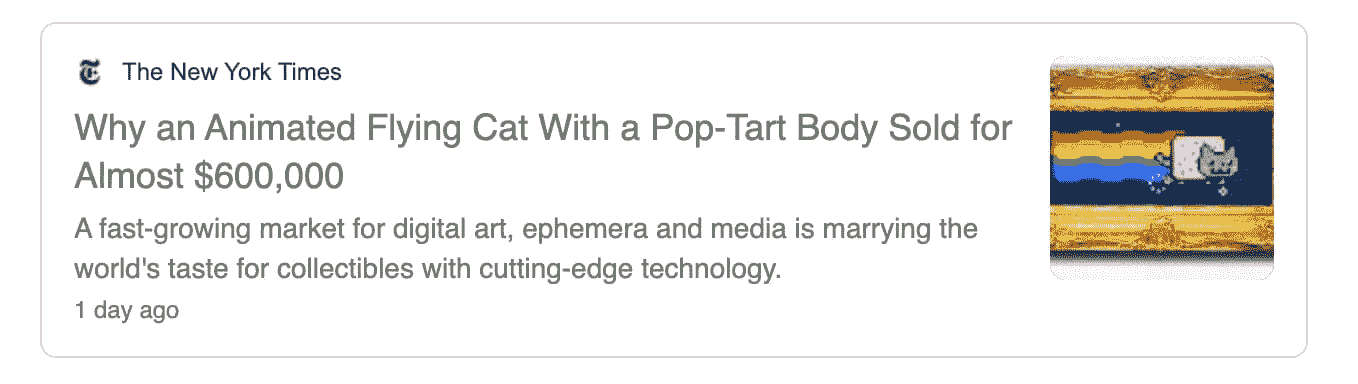 The New York Times
Why an Animated Flying Cat With a Pop-Tart Body Sold for
Almost $600,000
A fast-growing market for digital art, ephemera and media is marrying the
world's taste for collectibles with cutting-edge technology.
1 day ago